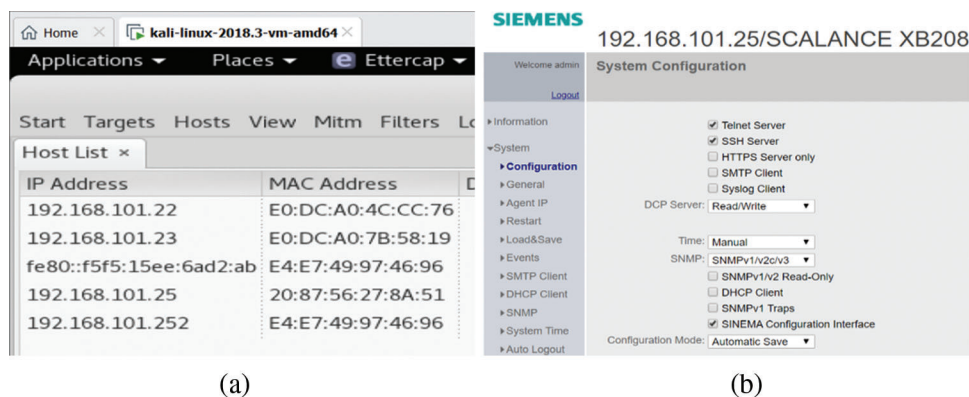 Home
kali-linux-2018.3-vm-amd64
Applications Places Ettercap
Start Targets Hosts View Mitm Filters
Host List ×
IP Address MAC Address
192.168.101.22 E0:DC:A0:4C:CC:76
192.168.101.23 E0:DC:A0:7B:58:19
fe80::f5f5:15ee:6ad2:ab E4:E7:49:97:46:96
192.168.101.25 20:87:56:27:8A:51
192.168.101.252 E4:E7:49:97:46:96
(a)
SIEMENS
192.168.101.25/SCALANCE XB208
Welcome admin
Logout
System Configuration
Information
System
Configuration
General
Agent IP
Restart
Load&Save
Events
SMTP Client
DHCP Client
SNMP
System Time
Auto Logout
Telnet Server
SSH Server
HTTPS Server only
SMTP Client
Syslog Client
DCP Server: Read/Write
Time: Manual
SNMP: SNMPv1/v2c/v3
SNMPv1/v2 Read-Only
DHCP Client
SNMPv1 Traps
SINEMA Configuration Interface
Configuration Mode: Automatic Save
(b)